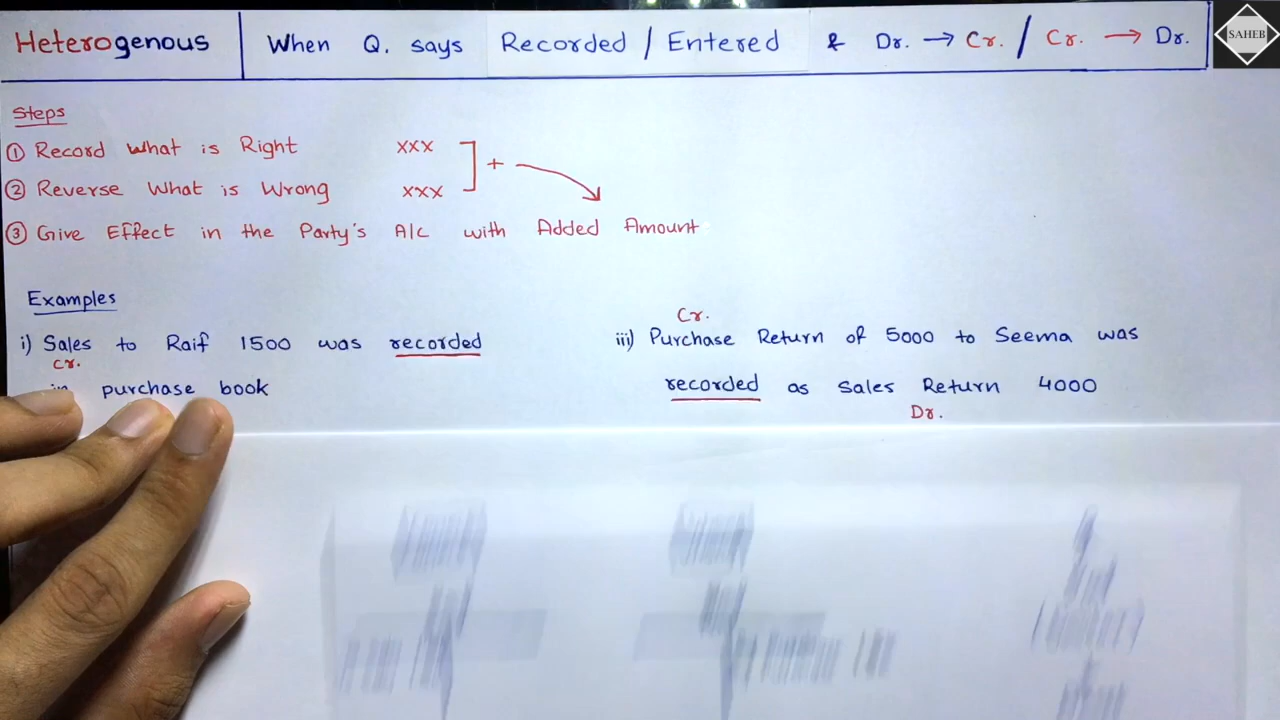 Heterogenous | When Q. says Recorded / Entered & Dr. → Cr. / Cr. → Dr.
SAHEB
Steps
① Record what is Right xxx
② Reverse What is Wrong xxx
+
③ Give Effect in the Party's A/c with Added Amount
Examples
i) Sales to Raif 1500 was recorded
Cr.
purchase book
Cr.
iii) Purchase Return of 5000 to Seema was
recorded as Sales Return 4000
Dr.